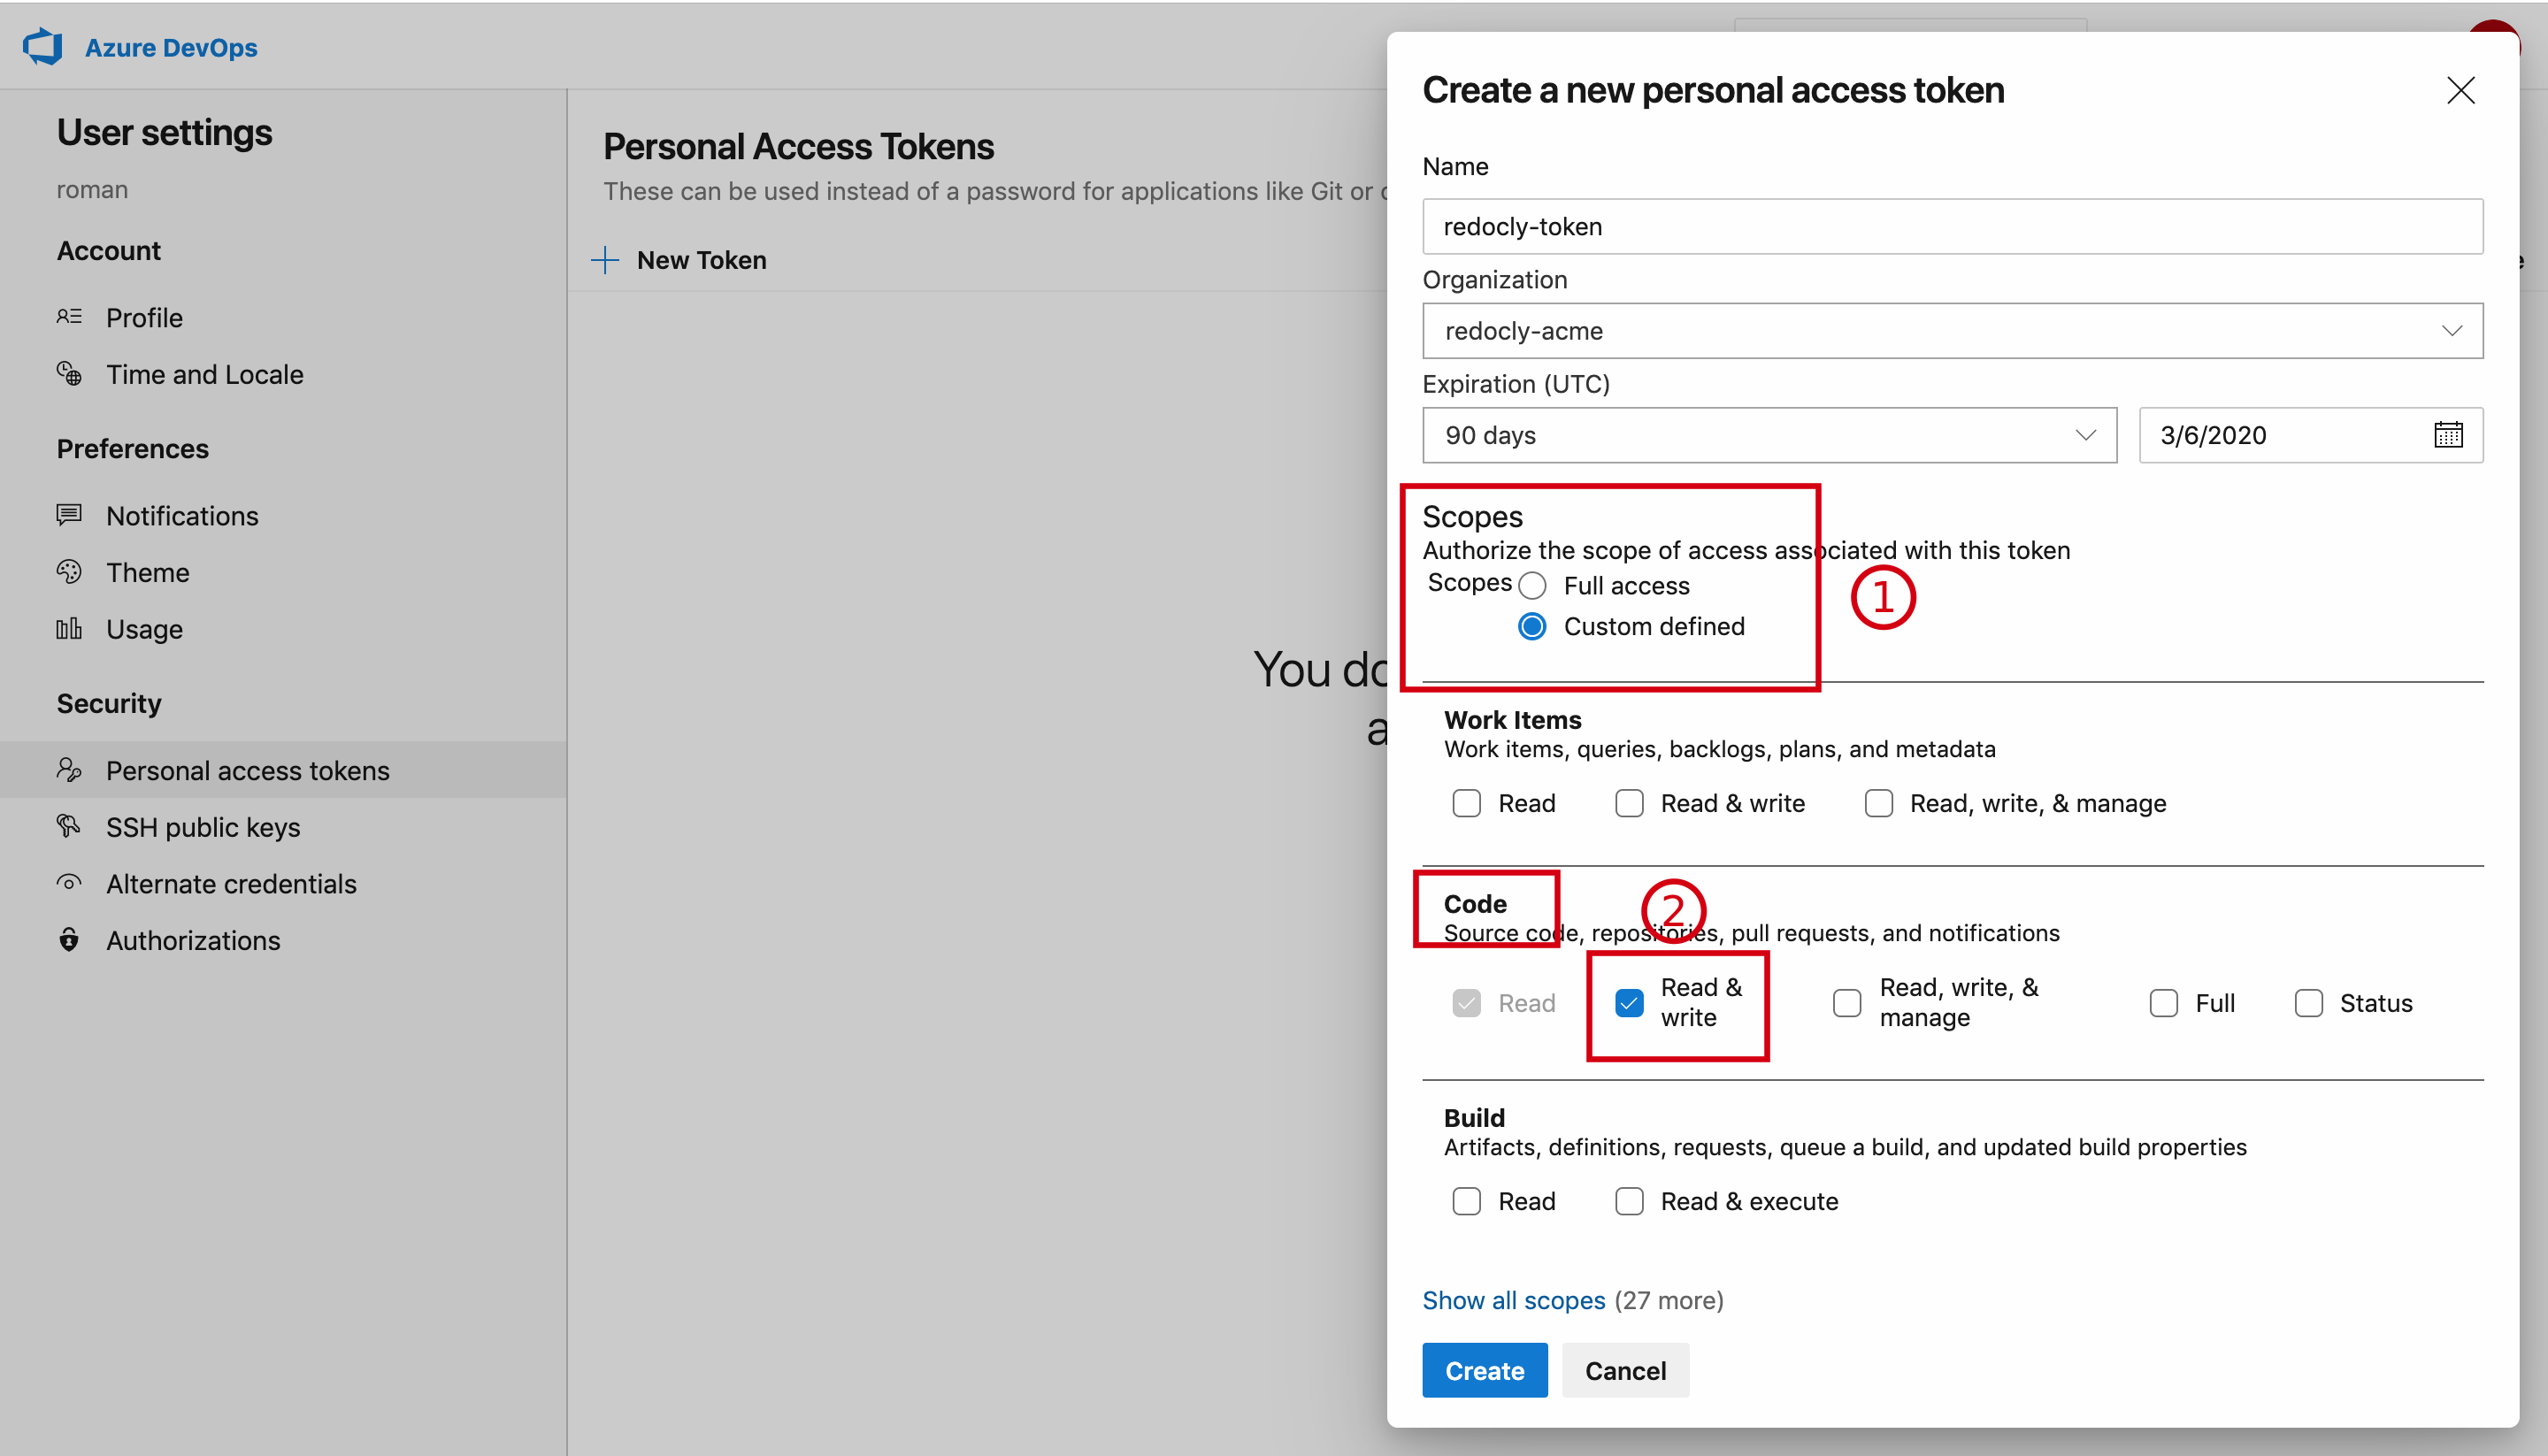 Azure DevOps
User settings
roman
Account
Profile
Time and Locale
Preferences
Notifications
Theme
Usage
Security
Personal access tokens
SSH public keys
Alternate credentials
Authorizations
Personal Access Tokens
These can be used instead of a password for applications like Git or
New Token
You
Create a new personal access token
Name
redocly-token
Organization
redocly-acme
Expiration (UTC)
90 days
3/6/2020
Scopes
Authorize the scope of access associated with this token
Scopes
Full access
Custom defined
1
Work Items
Work items, queries, backlogs, plans, and metadata
Read
Read & write
Read, write, & manage
Code
2
Source code, repositories, pull requests, and notifications
Read
Read & write
Read, write, & manage
Full
Status
Build
Artifacts, definitions, requests, queue a build, and updated build properties
Read
Read & execute
Show all scopes (27 more)
Create
Cancel